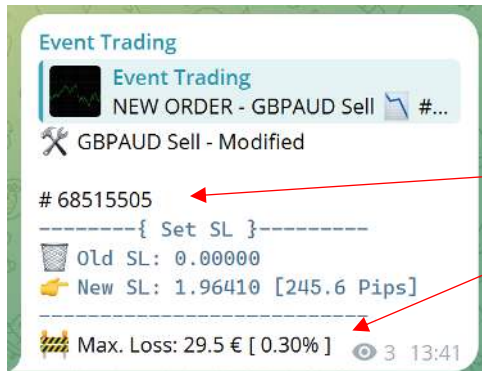 Event Trading
Event Trading
NEW ORDER - GBPAUD Sell 📉 #...
🛠 GBPAUD Sell - Modified
# 68515505
--------{ Set SL }---------
🗑 Old SL: 0.00000
👉 New SL: 1.96410 [245.6 Pips]
---------------------------
🚧 Max. Loss: 29.5 € [ 0.30% ] 3 13:41